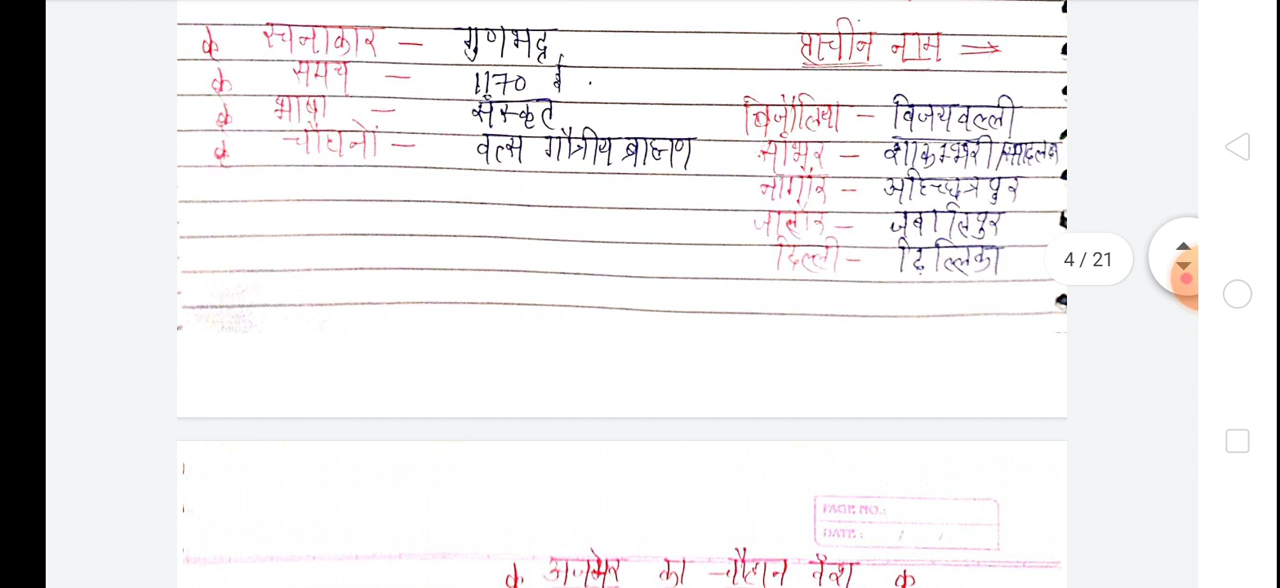 रचनाकार – गुणभद्र
समय – 1170 ई.
भाषा – संस्कृत
चौहानों – वत्स गौत्रीय ब्राह्मण
प्राचीन नाम ⇒
बिजौलिया – विजयवल्ली
सांभर – शाकम्भरी /
नागौर – अहिच्छत्रपुर
जालौर – जबालिपुर
दिल्ली – ढिल्लिका
4 / 21
PAGE NO.:
DATE: / /
अजमेर का चौहान वंश